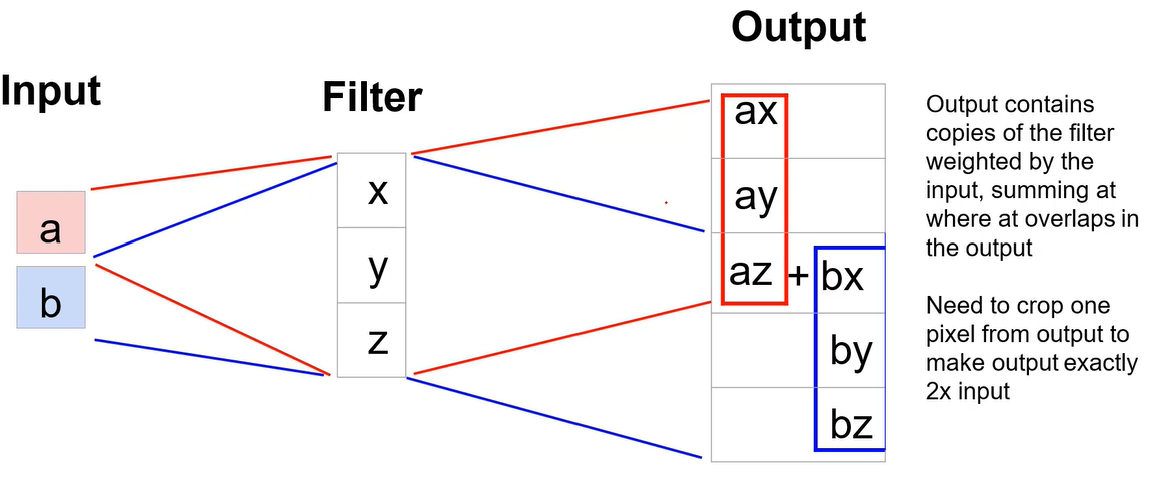 Input
Filter
Output
a
b
x
y
z
ax
ay
az + bx
by
bz
Output contains
copies of the filter
weighted by the
input, summing at
where at overlaps in
the output
Need to crop one
pixel from output to
make output exactly
2x input